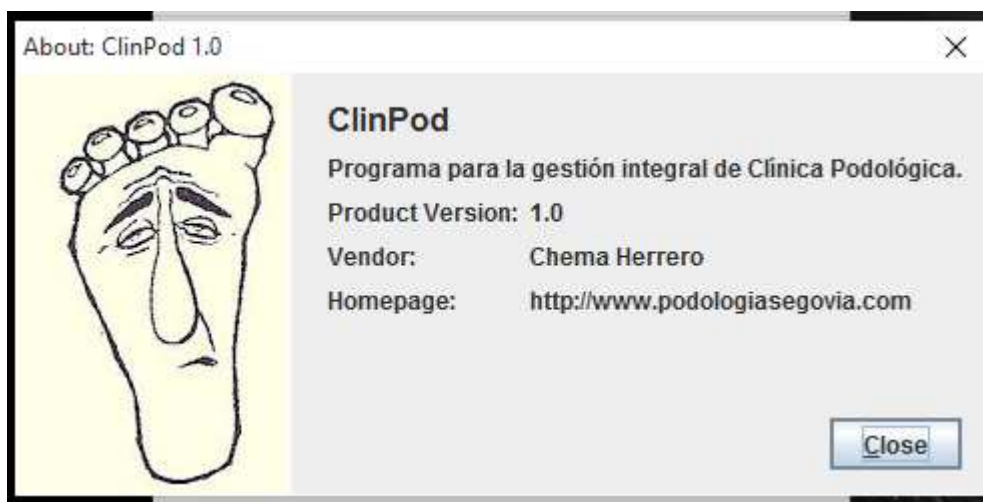 About: ClinPod 1.0
ClinPod
Programa para la gestión integral de Clínica Podológica.
Product Version: 1.0
Vendor: Chema Herrero
Homepage: http://www.podologiasegovia.com
Close